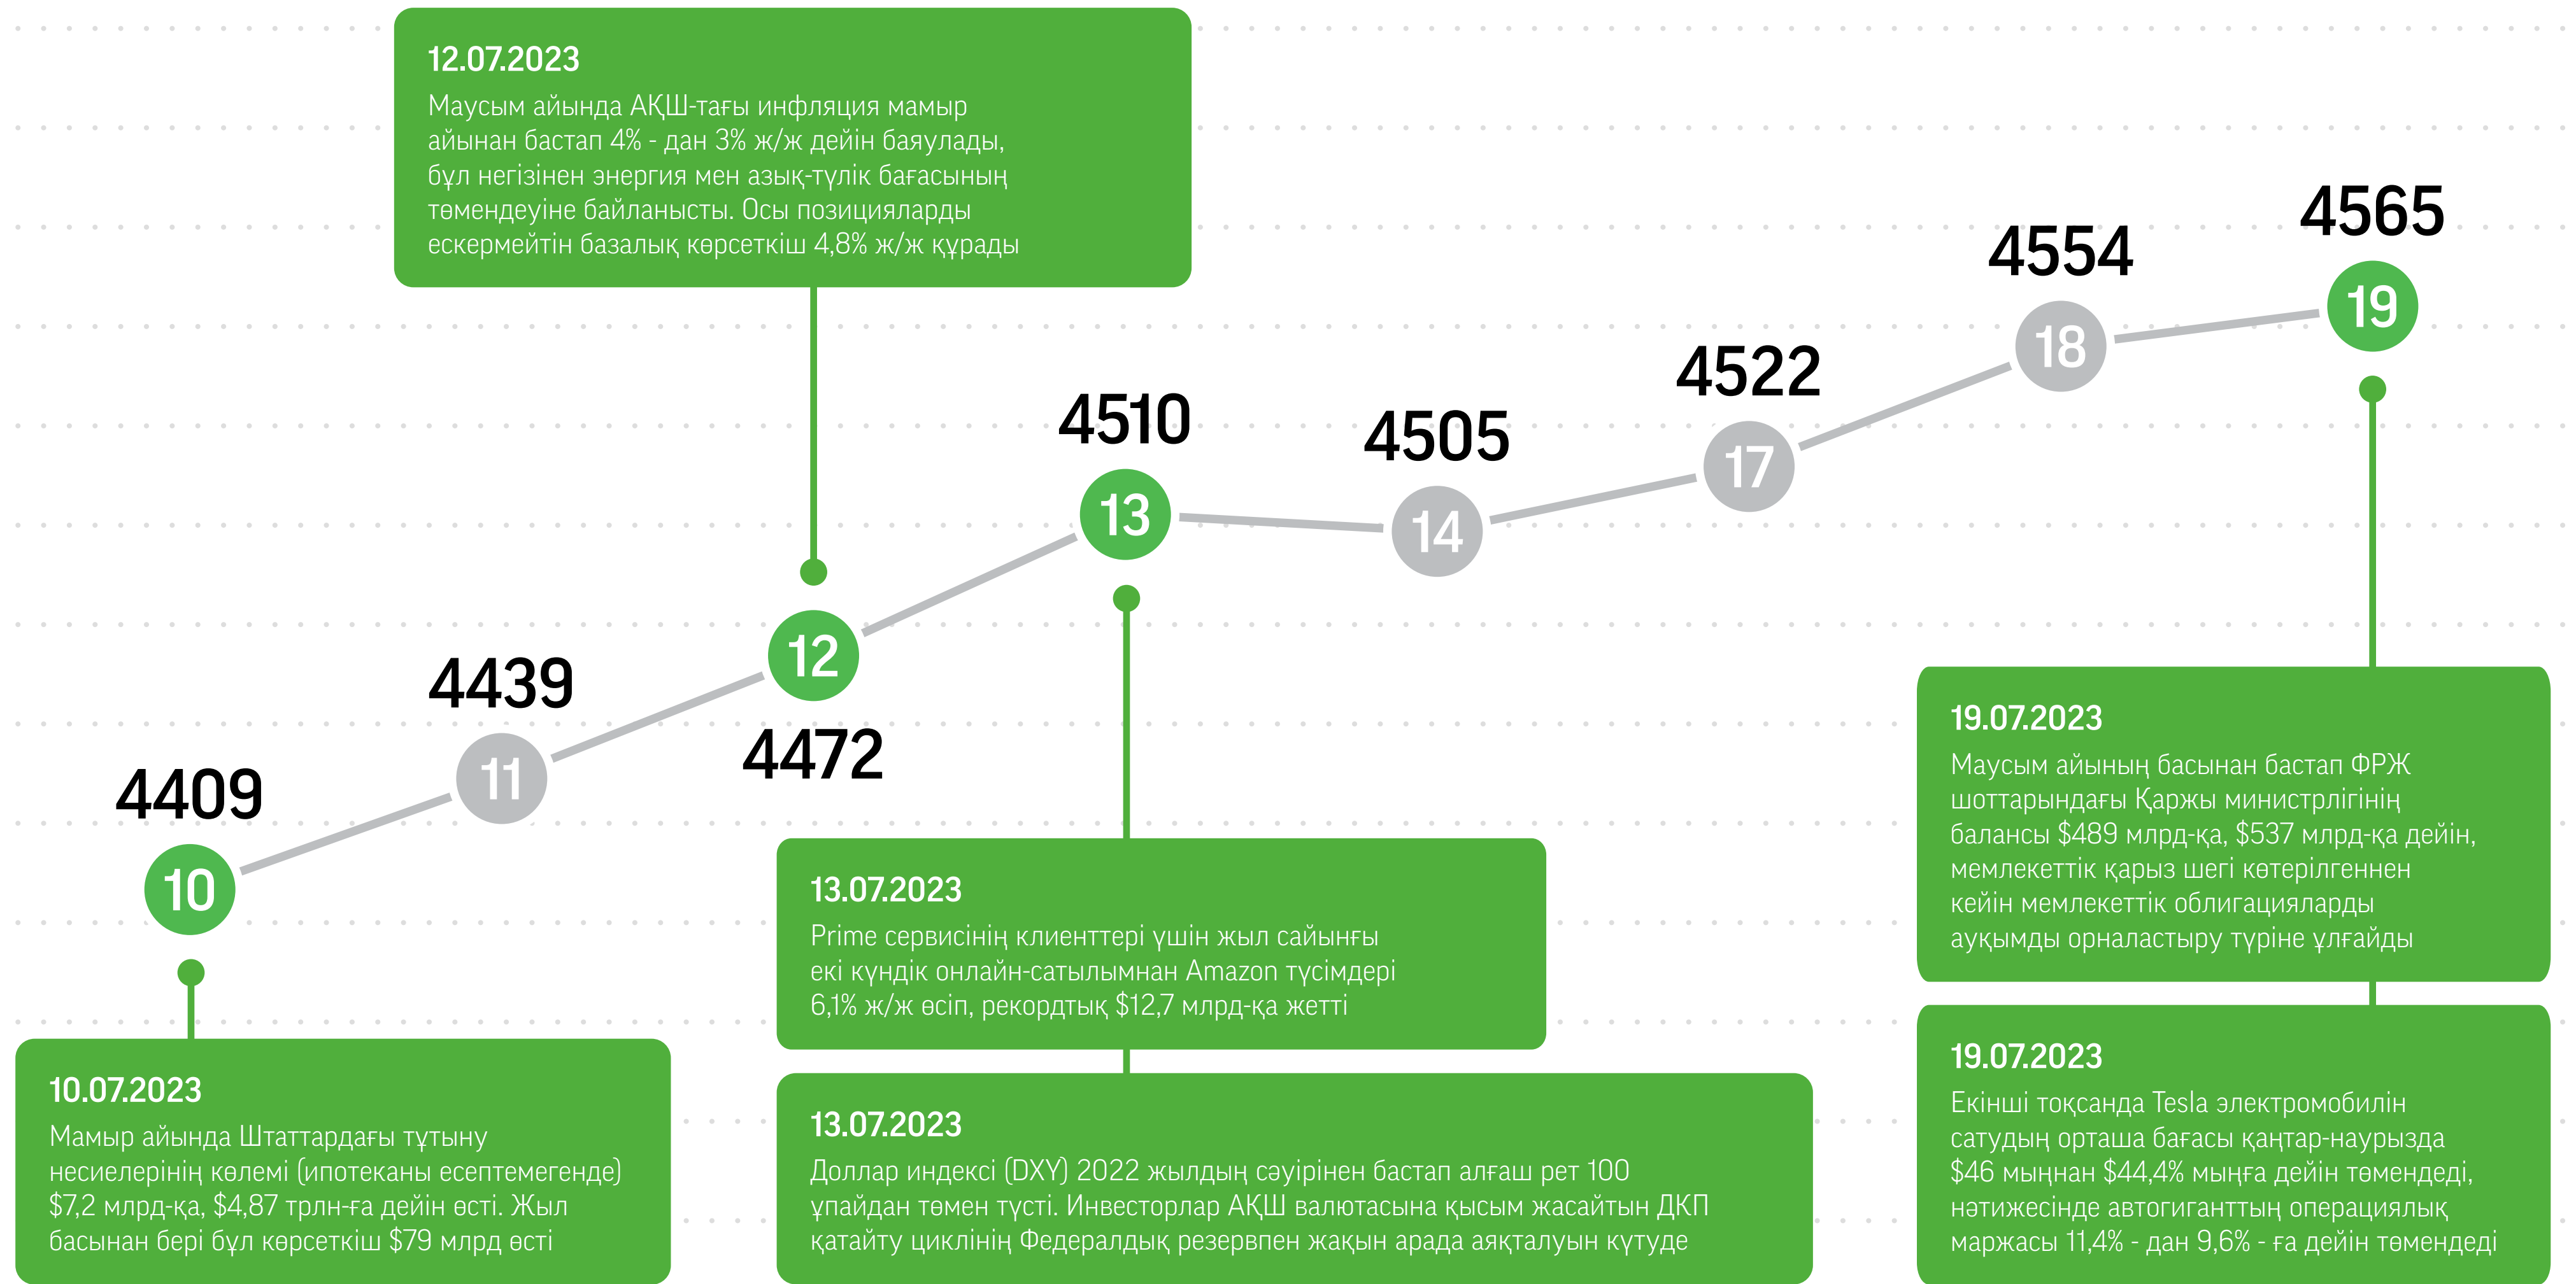 12.07.2023
Маусым айында АҚШ-тағы инфляция мамыр
айынан бастап 4% - дан 3% ж/ж дейін баяулады,
бұл негізінен энергия мен азық-түлік бағасының
төмендеуіне байланысты. Осы позицияларды
ескермейтін базалық көрсеткіш 4,8% ж/ж құрады
4409
10
4439
11
12
4472
4510
13
4505
14
4522
17
4554
18
4565
19
10.07.2023
Мамыр айында Штаттардағы тұтыну
несиелерінің көлемі (ипотеканы есептемегенде)
$7,2 млрд-қа, $4,87 трлн-ға дейін өсті. Жыл
басынан бері бұл көрсеткіш $79 млрд өсті
13.07.2023
Prime сервисінің клиенттері үшін жыл сайынғы
екі күндік онлайн-сатылымнан Amazon түсімдері
6,1% ж/ж өсіп, рекордтық $12,7 млрд-қа жетті
13.07.2023
Доллар индексі (DXY) 2022 жылдың сәуірінен бастап алғаш рет 100
ұпайдан төмен түсті. Инвесторлар АҚШ валютасына қысым жасайтын ДКП
қатайту циклінің Федералдық резервпен жақын арада аяқталуын күтуде
19.07.2023
Маусым айының басынан бастап ФРЖ
шоттарындағы Қаржы министрлігінің
балансы $489 млрд-қа, $537 млрд-қа дейін,
мемлекеттік қарыз шегі көтерілгеннен
кейін мемлекеттік облигацияларды
ауқымды орналастыру түріне ұлғайды
19.07.2023
Екінші тоқсанда Tesla электромобилін
сатудың орташа бағасы қаңтар-наурызда
$46 мыңнан $44,4% мыңға дейін төмендеді,
нәтижесінде автогиганттың операциялық
маржасы 11,4% - дан 9,6% - ға дейін төмендеді